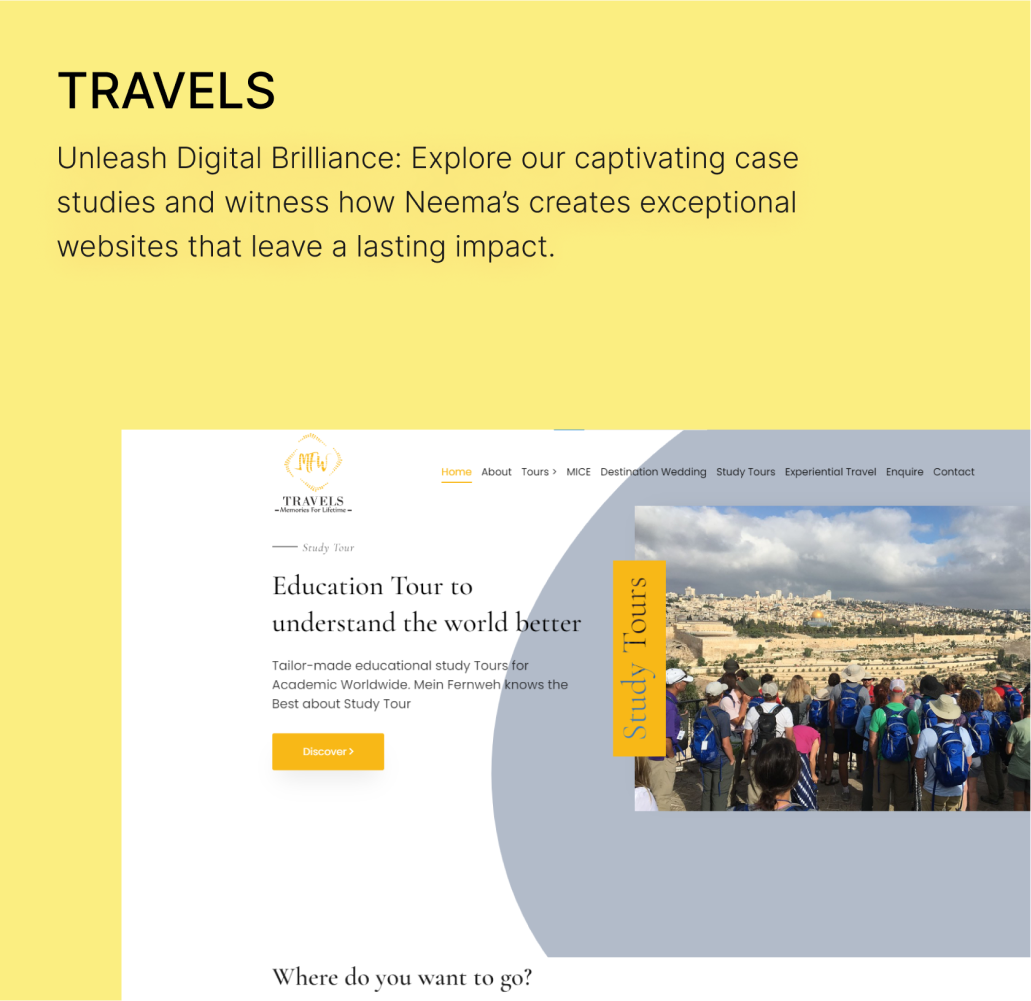 TRAVELS
Unleash Digital Brilliance: Explore our captivating case
studies and witness how Neema’s creates exceptional
websites that leave a lasting impact.
MFW
TRAVELS
Memories For Lifetime
Home About Tours > MICE Destination Wedding Study Tours Experiential Travel Enquire Contact
Study Tour
Education Tour to
understand the world better
Tailor-made educational study Tours for
Academic Worldwide. Mein Fernweh knows the
Best about Study Tour
Discover >
Study Tours
Where do you want to go?